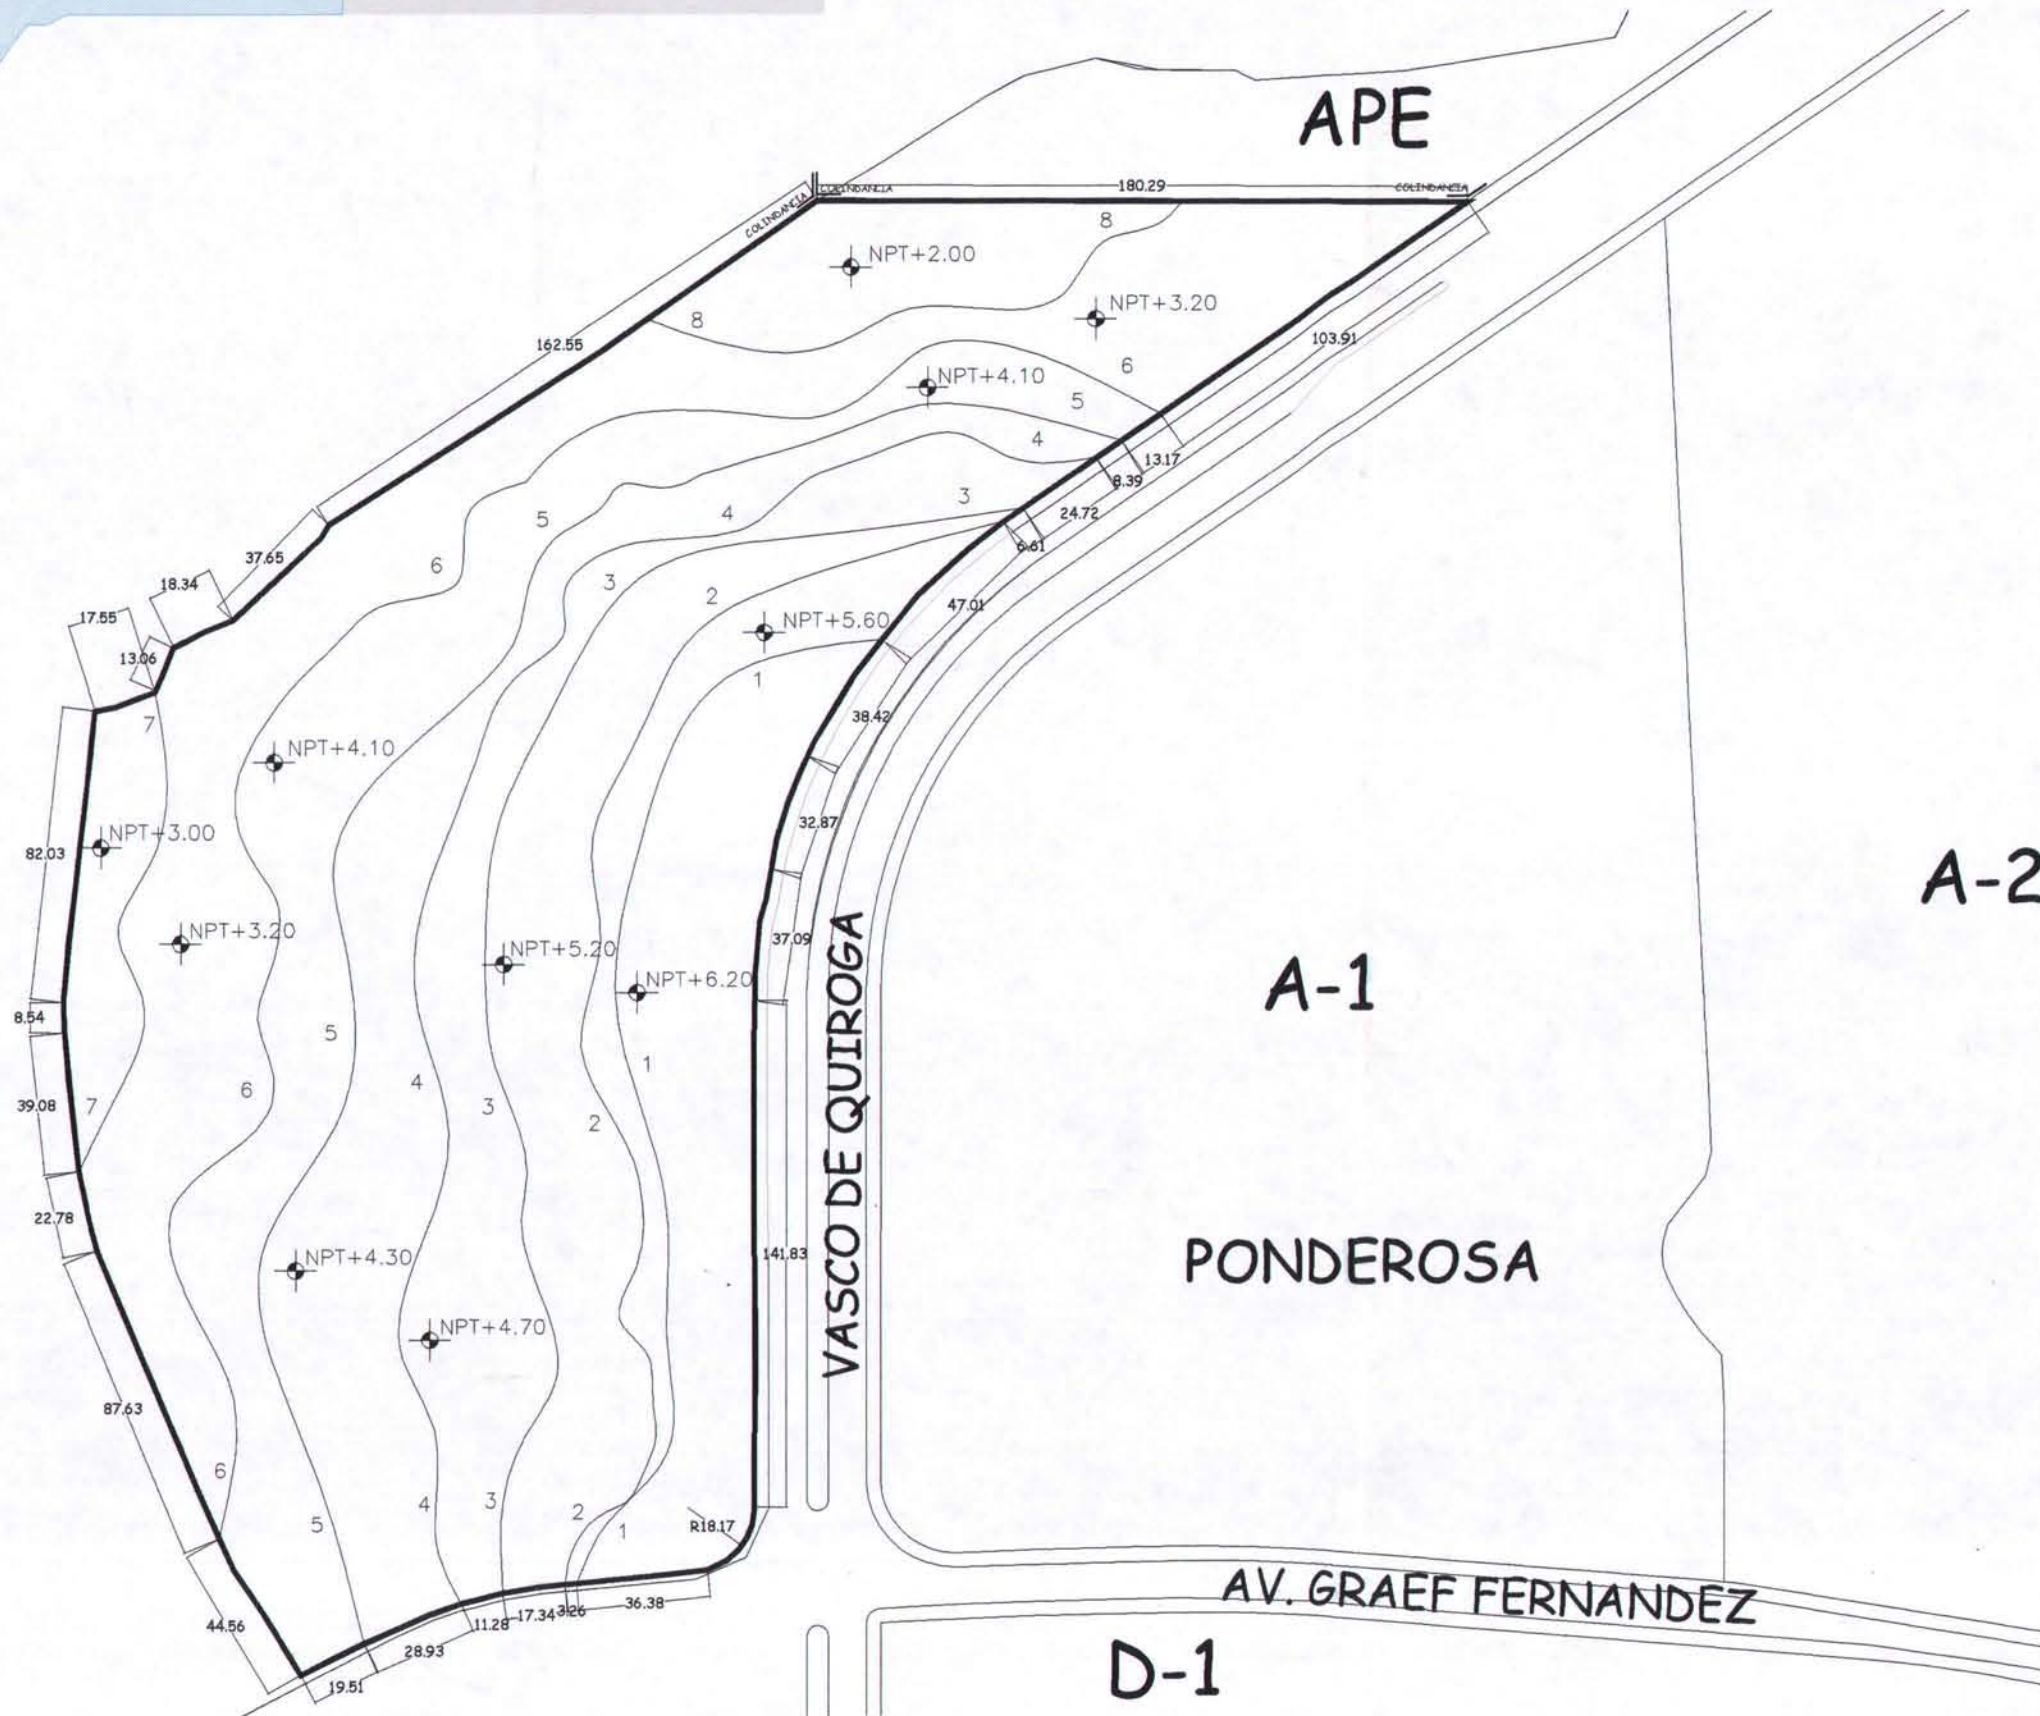 APE
COLINDANCIA
180.29
COLINDANCIA
COLINDANCIA
8
NPT+2.00
NPT+3.20
8
162.55
103.91
6
NPT+4.10
5
4
13.17
8.39
3
24.72
5
4
6.61
37.65
6
18.34
3
2
47.01
17.55
NPT+5.60
13.06
1
7
38.42
NPT+4.10
NPT+3.00
82.03
32.87
A-2
NPT+3.20
NPT+5.20
37.09
NPT+6.20
A-1
8.54
5
VASCO DE QUIROGA
1
4
6
39.08
7
3
2
22.78
141.83
NPT+4.30
PONDEROSA
NPT+4.70
87.63
6
4
3
2
5
1
R18.17
AV. GRAEF FERNANDEZ
36.38
3.26
17.34
11.28
44.56
28.93
D-1
19.51